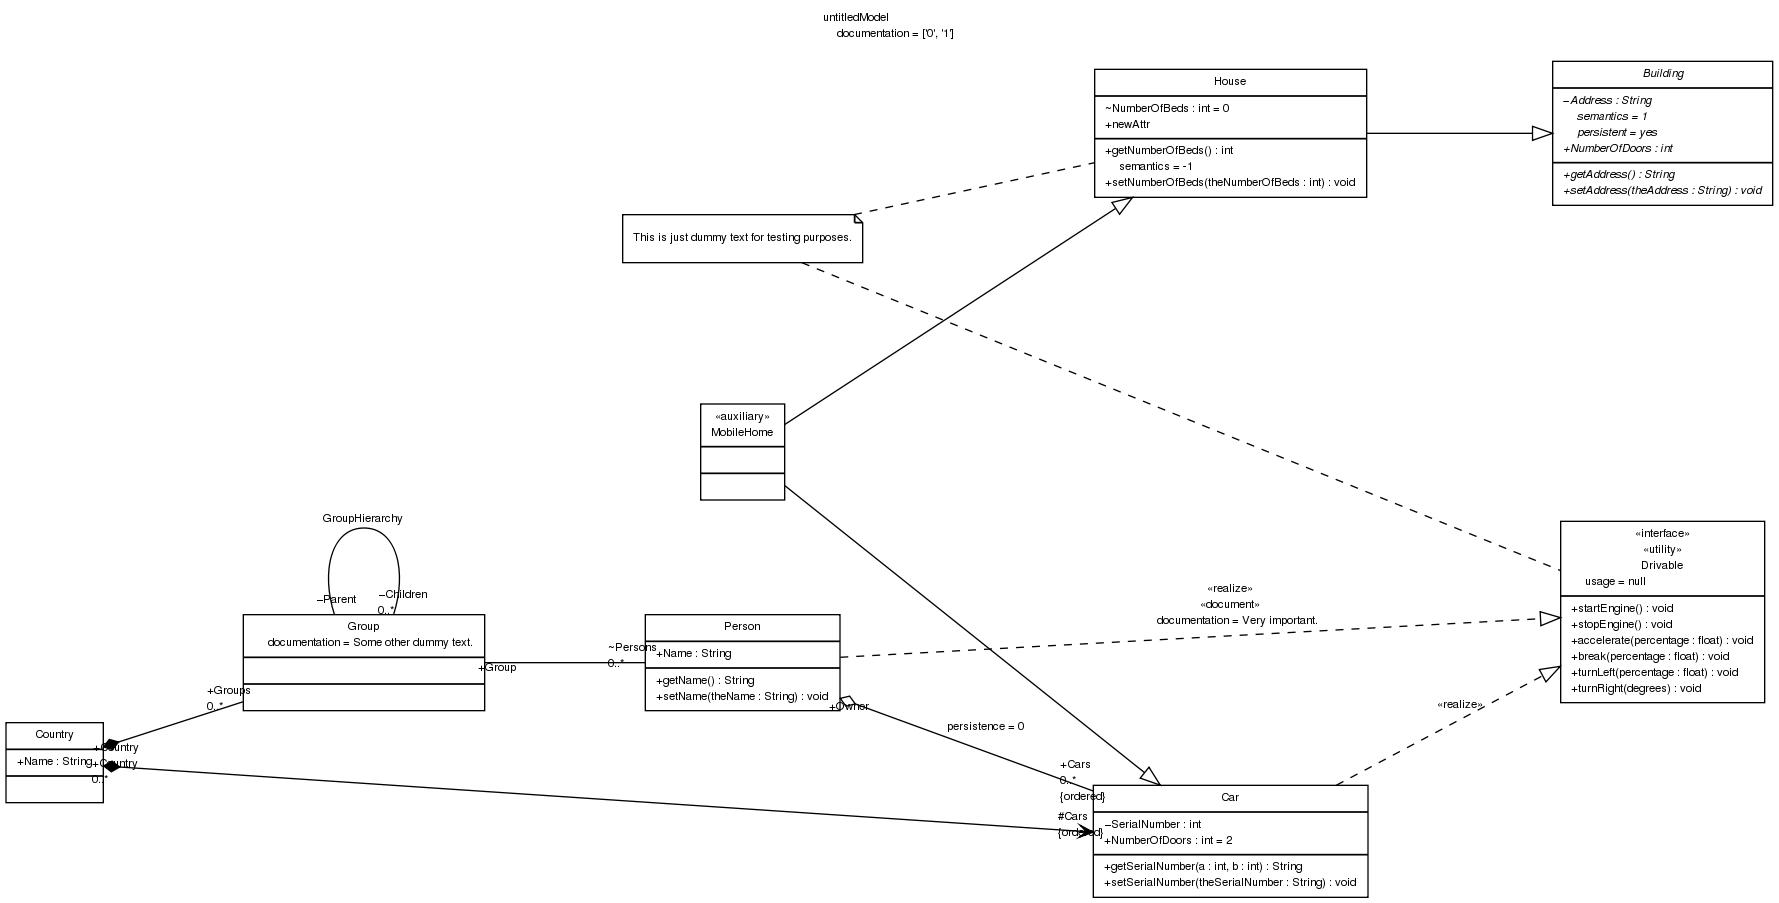 untitledModel
documentation = ['0', '1']
House
~NumberOfBeds : int = 0
+newAttr
+getNumberOfBeds() : int
semantics = -1
+setNumberOfBeds(theNumberOfBeds : int) : void
Building
−Address : String
semantics = 1
persistent = yes
+NumberOfDoors : int
+getAddress() : String
+setAddress(theAddress : String) : void
This is just dummy text for testing purposes.
«auxiliary»
MobileHome
GroupHierarchy
−Parent
−Children
0..*
Group
documentation = Some other dummy text.
+Group
~Persons
0..*
Person
+Name : String
+getName() : String
+setName(theName : String) : void
«realize»
«document»
documentation = Very important.
«interface»
«utility»
Drivable
usage = null
+startEngine() : void
+stopEngine() : void
+accelerate(percentage : float) : void
+break(percentage : float) : void
+turnLeft(percentage : float) : void
+turnRight(degrees) : void
«realize»
+Groups
0..*
Country
+Name : String
+Country
+Country
0..*
+Owner
persistence = 0
+Cars
0..*
{ordered}
#Cars
{ordered}
Car
−SerialNumber : int
+NumberOfDoors : int = 2
+getSerialNumber(a : int, b : int) : String
+setSerialNumber(theSerialNumber : String) : void